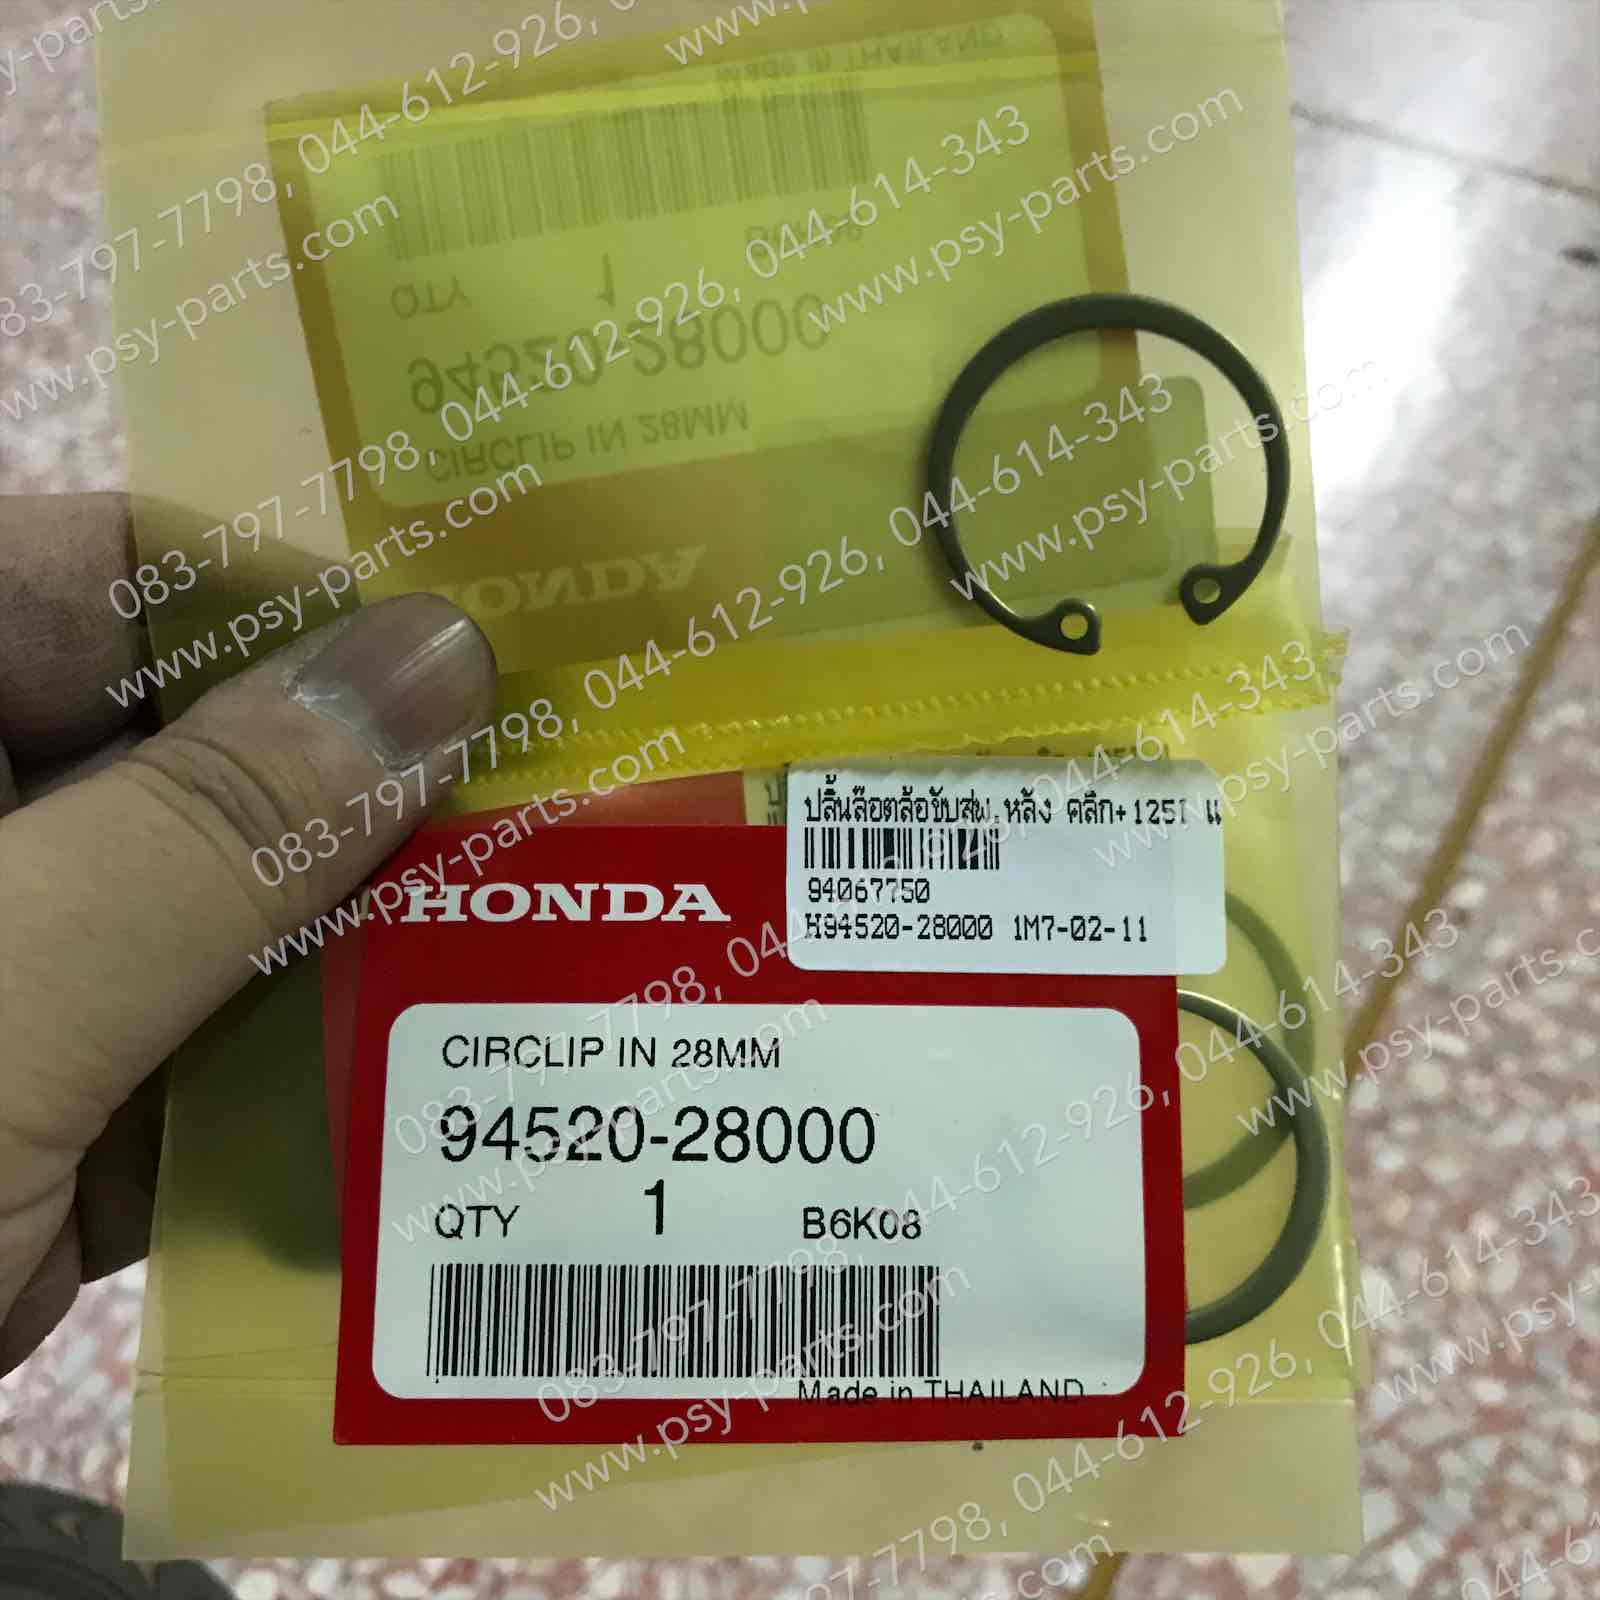 ปลิ้นล๊อตล้อขับสพ.หลัง คลิก+125I แ
94067750
H94520-28000 1M7-02-11
HONDA
CIRCLIP IN 28MM
94520-28000
QTY 1 B6K08
Made in THAILAND
083-797-7798, 044-612-926, 044-614-343
www.psy-parts.com